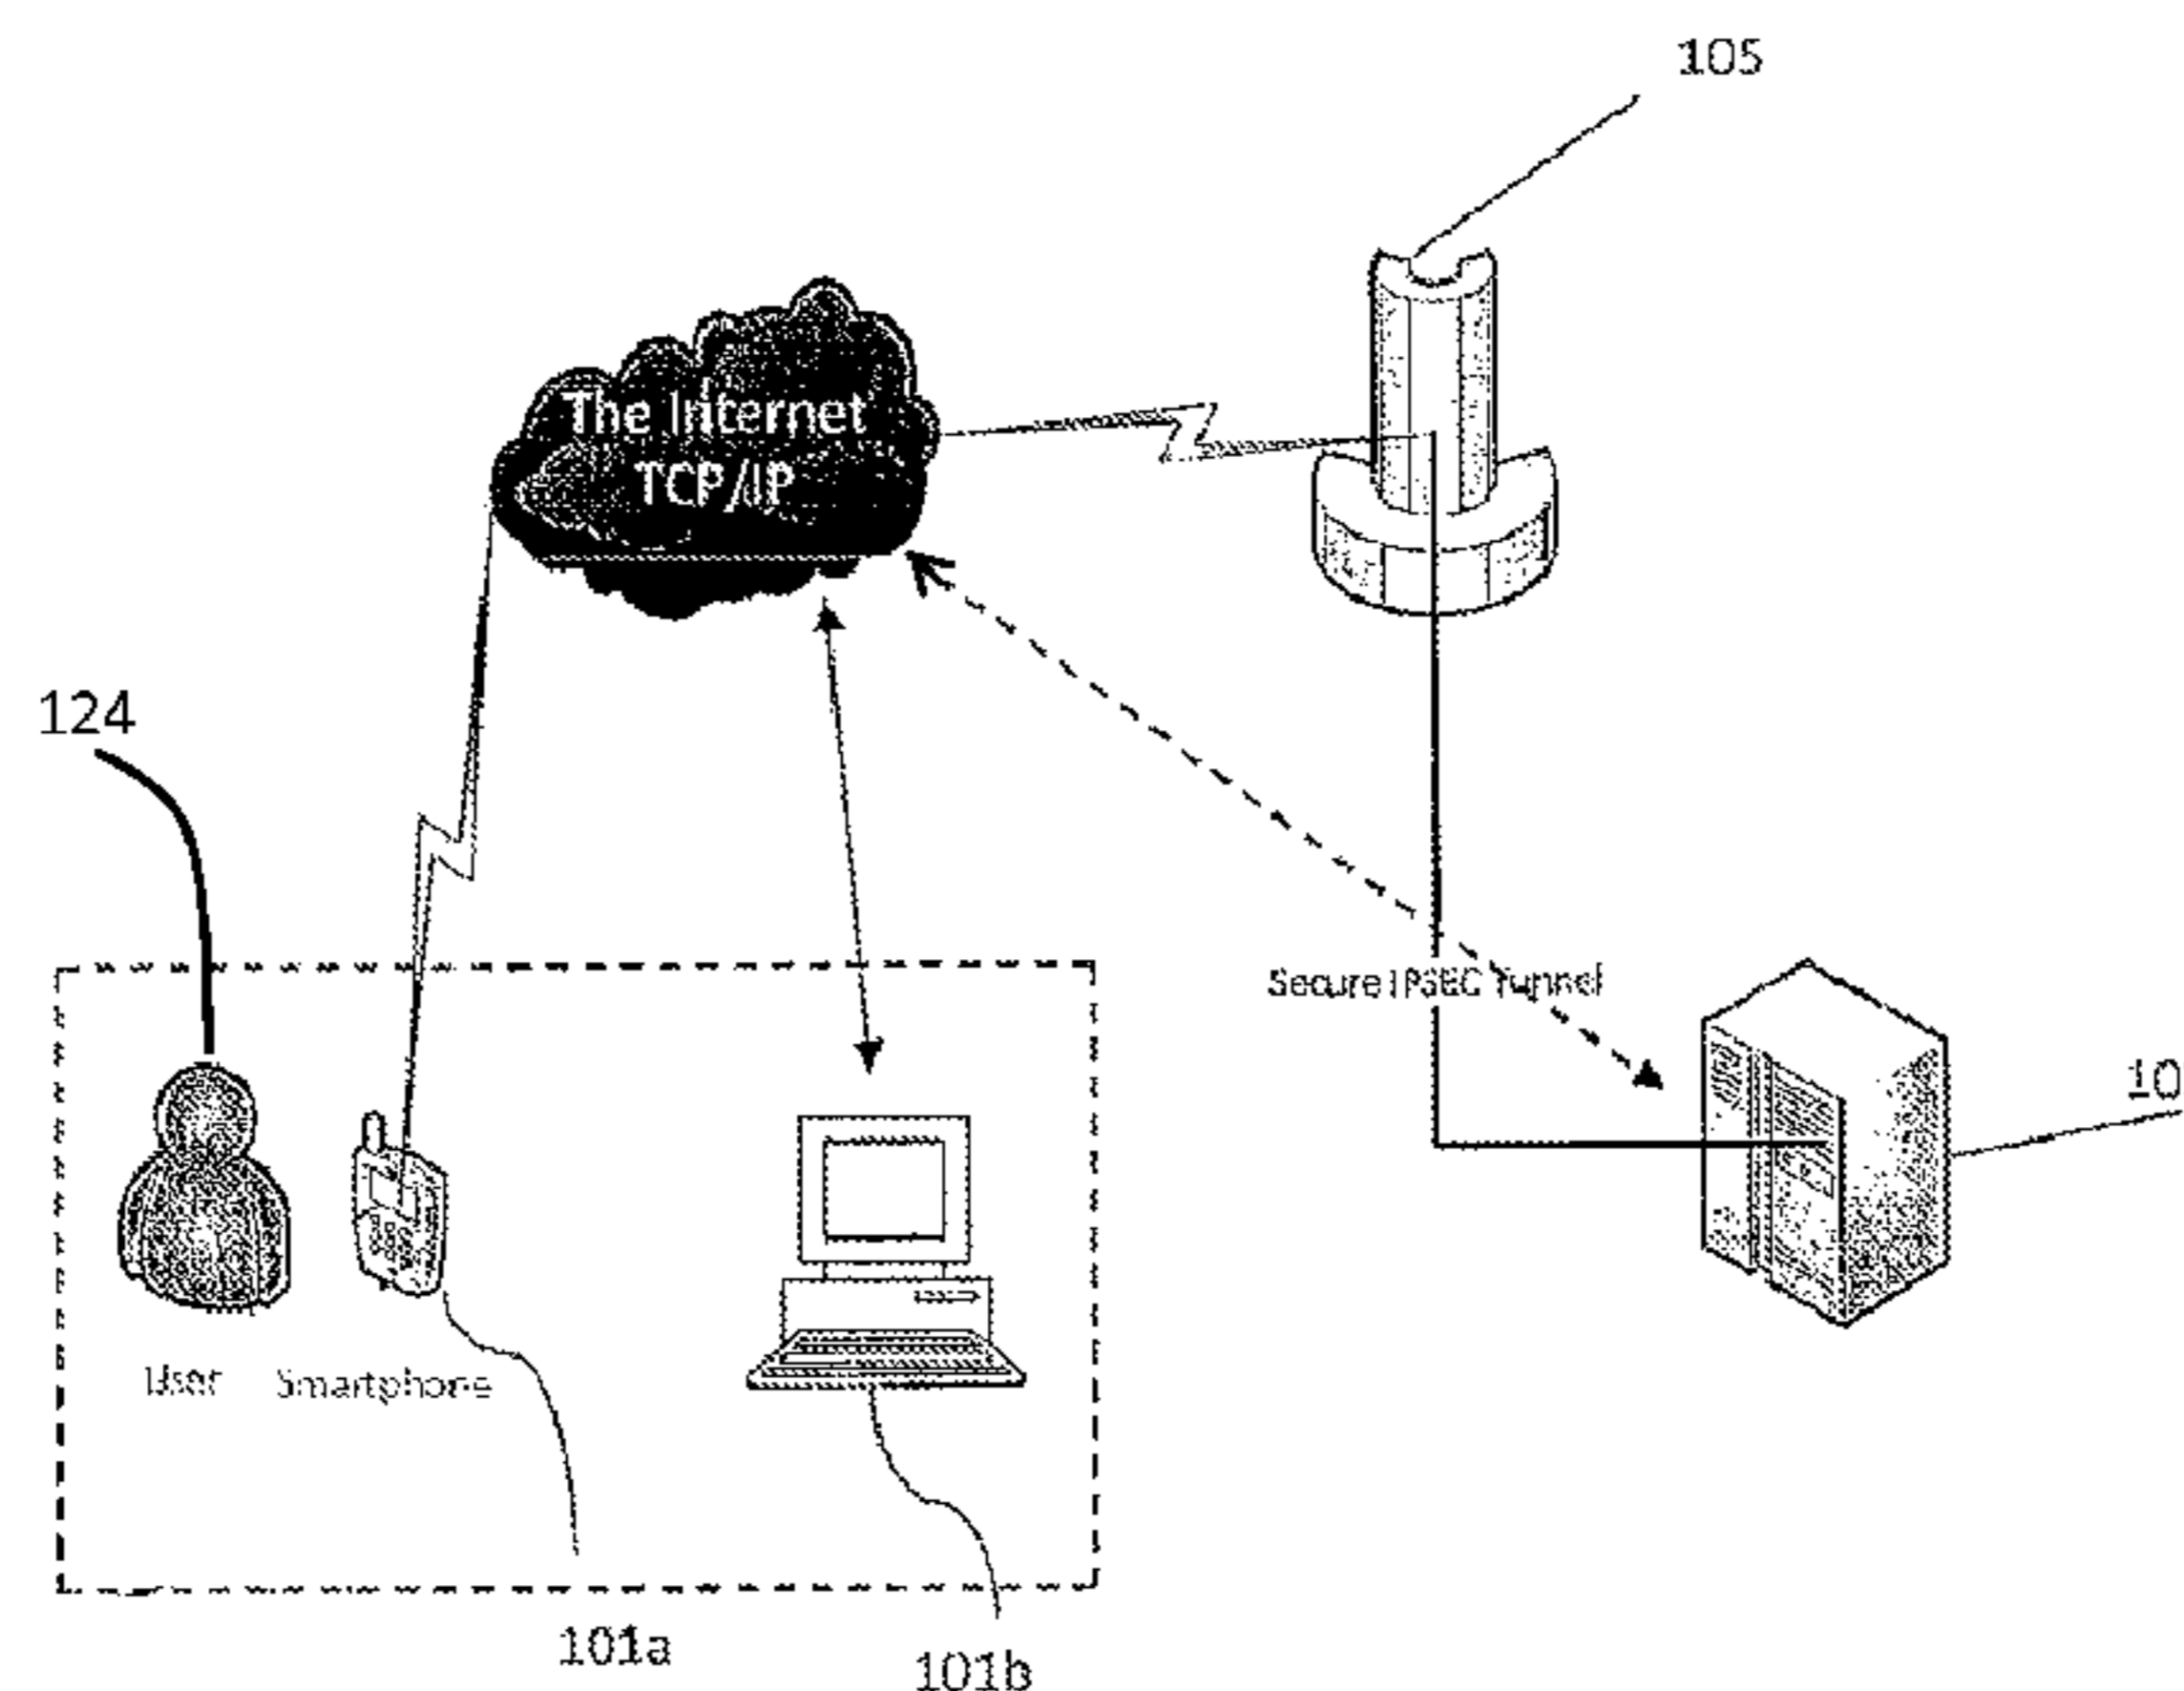 105
The Internet
TCP/IP
124
Secure IPSEC Tunnel
10
User
Smartphone
101a
101b